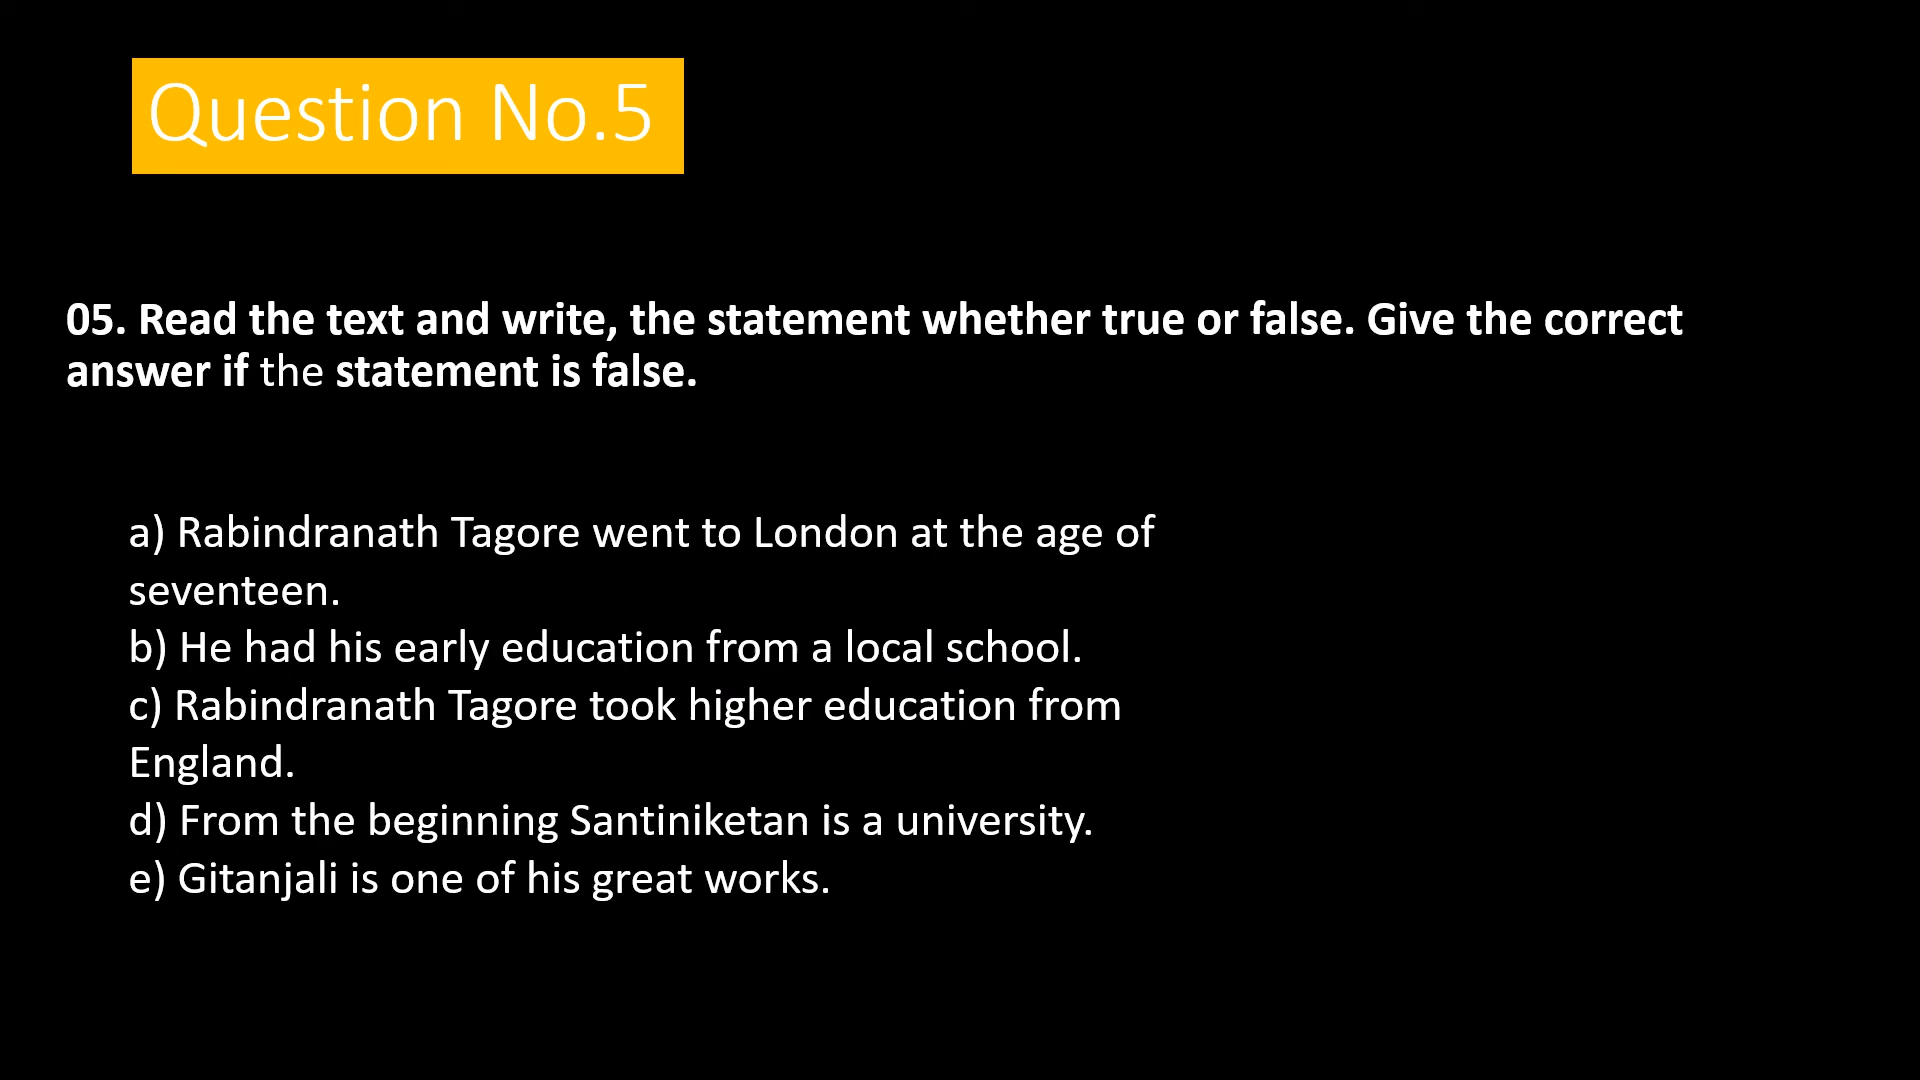 Question No.5
05. Read the text and write, the statement whether true or false. Give the correct
answer if the statement is false.
a) Rabindranath Tagore went to London at the age of
seventeen.
b) He had his early education from a local school.
c) Rabindranath Tagore took higher education from
England.
d) From the beginning Santiniketan is a university.
e) Gitanjali is one of his great works.